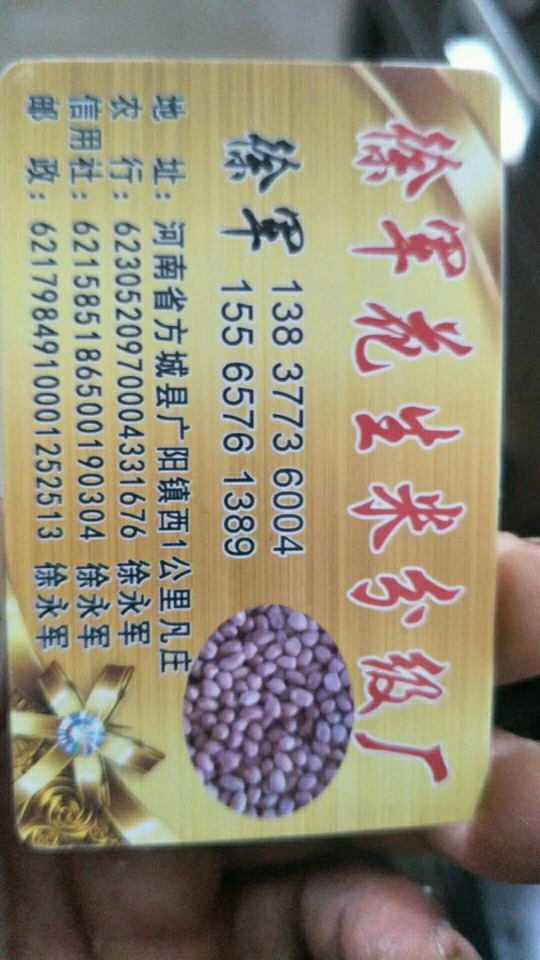 徐军花生米分级厂
徐军 138 3773 6004
155 6576 1389
地 址：河南省方城县广阳镇西1公里凡庄
农 行：6230520970004331676 徐永军
信用社：6215851865001190304 徐永军
邮 政：6217984910001252513 徐永军